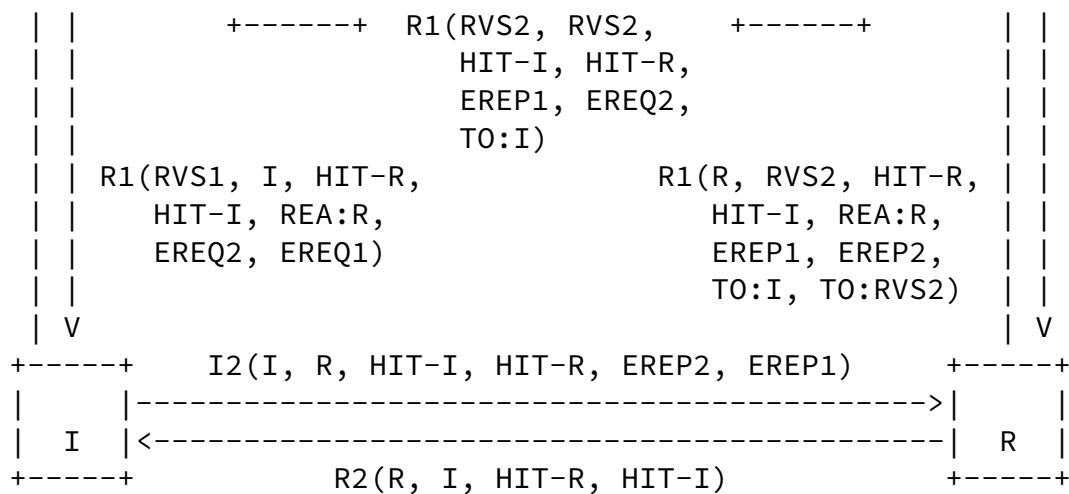 | |          +------+  R1(RVS2, RVS2,    +------+        | |
| |                      HIT-I, HIT-R,                   | |
| |                      EREP1, EREQ2,                   | |
| |                      TO:I)                           | |
| | R1(RVS1, I, HIT-R,            R1(R, RVS2, HIT-R,     | |
| |    HIT-I, REA:R,                 HIT-I, REA:R,       | |
| |    EREQ2, EREQ1)                 EREP1, EREP2,       | |
| |                                  TO:I, TO:RVS2)      | |
| V                                                      | V
+-----+    I2(I, R, HIT-I, HIT-R, EREP2, EREP1)     +-----+
|     |-------------------------------------------->|     |
|  I  |<--------------------------------------------|  R  |
+-----+           R2(R, I, HIT-R, HIT-I)            +-----+